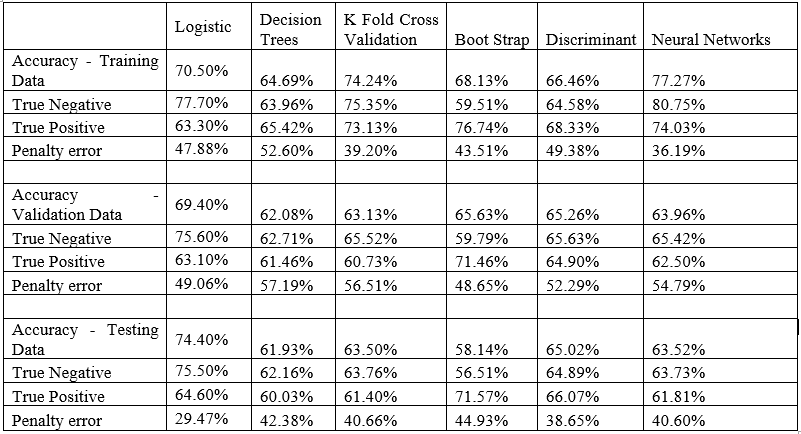 Logistic Decision Trees K Fold Cross Validation Boot Strap Discriminant Neural Networks
Accuracy - Training Data 70.50% 64.69% 74.24% 68.13% 66.46% 77.27%
True Negative 77.70% 63.96% 75.35% 59.51% 64.58% 80.75%
True Positive 63.30% 65.42% 73.13% 76.74% 68.33% 74.03%
Penalty error 47.88% 52.60% 39.20% 43.51% 49.38% 36.19%
Accuracy - Validation Data 69.40% 62.08% 63.13% 65.63% 65.26% 63.96%
True Negative 75.60% 62.71% 65.52% 59.79% 65.63% 65.42%
True Positive 63.10% 61.46% 60.73% 71.46% 64.90% 62.50%
Penalty error 49.06% 57.19% 56.51% 48.65% 52.29% 54.79%
Accuracy - Testing Data 74.40% 61.93% 63.50% 58.14% 65.02% 63.52%
True Negative 75.50% 62.16% 63.76% 56.51% 64.89% 63.73%
True Positive 64.60% 60.03% 61.40% 71.57% 66.07% 61.81%
Penalty error 29.47% 42.38% 40.66% 44.93% 38.65% 40.60%